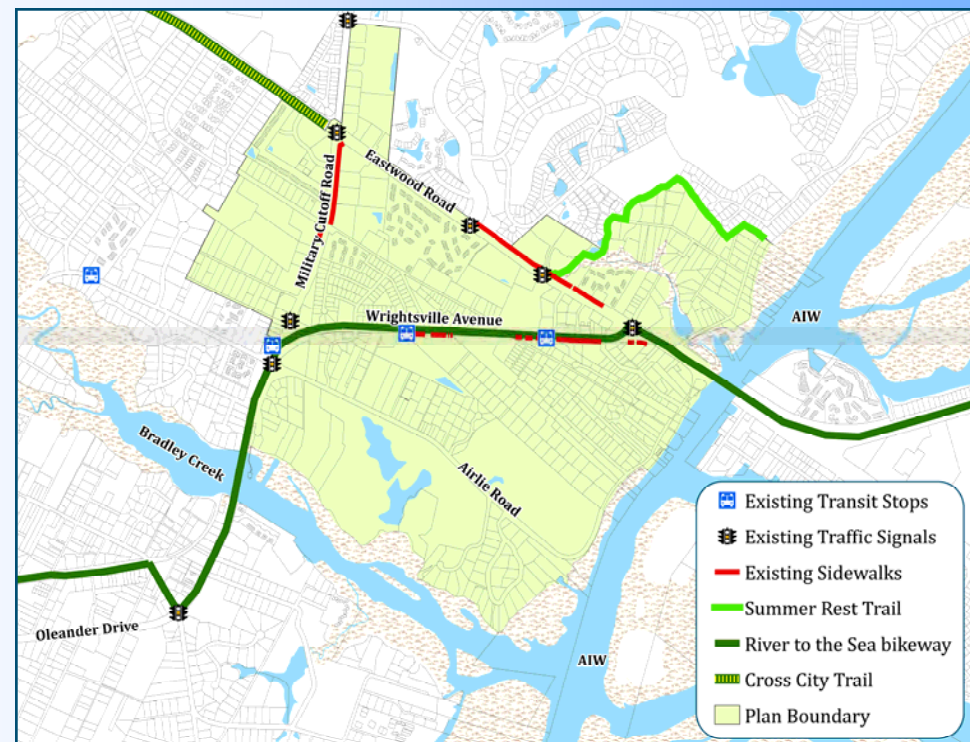 Eastwood Road
Military Cutoff Road
Wrightsville Avenue
AIW
Bradley Creek
Airlie Road
Oleander Drive
AIW
Existing Transit Stops
Existing Traffic Signals
Existing Sidewalks
Summer Rest Trail
River to the Sea bikeway
Cross City Trail
Plan Boundary